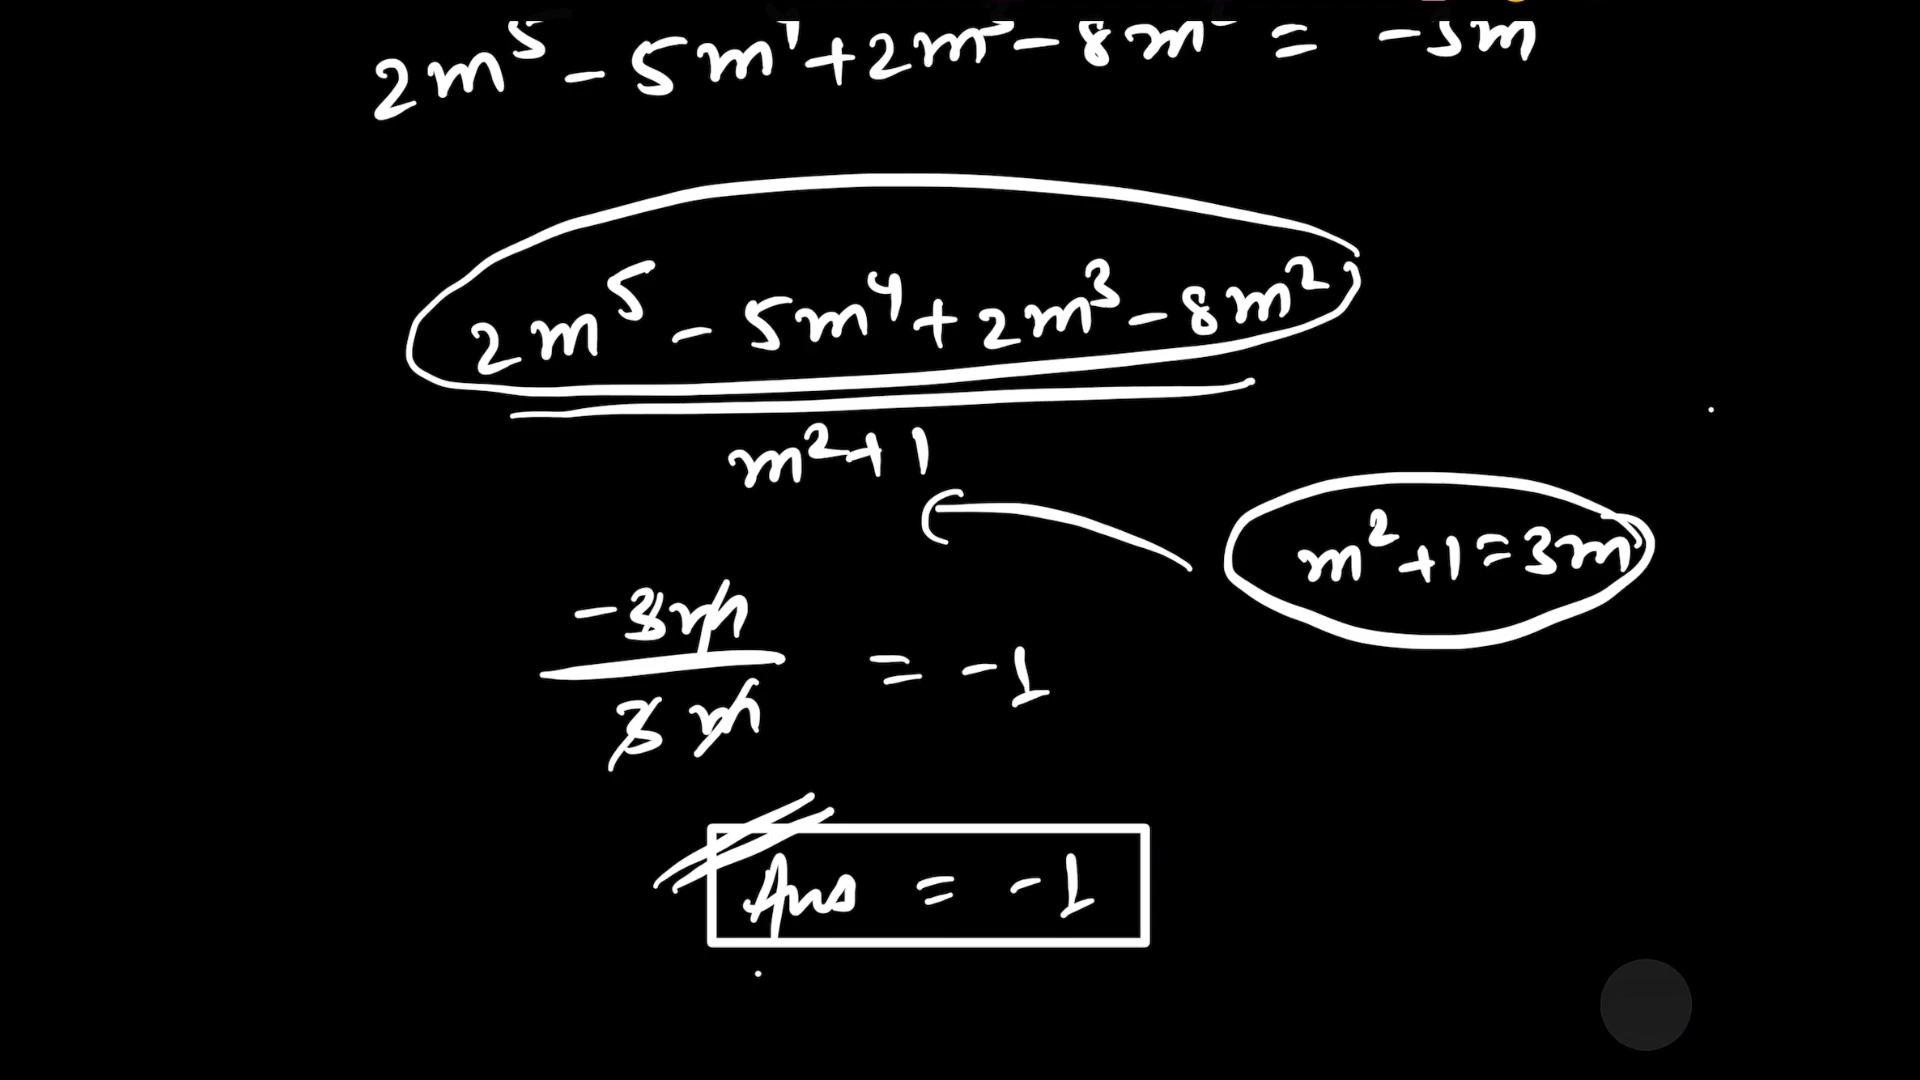 2m⁵ - 5m⁴ + 2m³ - 8m² = -3m
2m⁵ - 5m⁴ + 2m³ - 8m²
m² + 1
m² + 1 = 3m
-3m
3m
= -1
Ans = -1